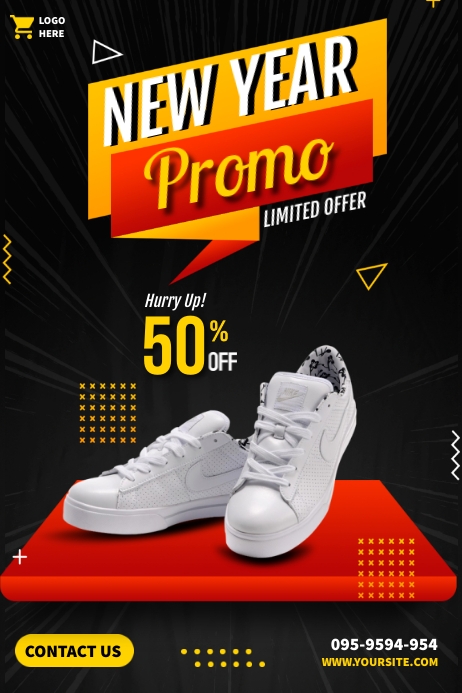 LOGO
HERE
NEW YEAR
Promo
LIMITED OFFER
Hurry Up!
50%
OFF
CONTACT US
095-9594-954
WWW.YOURSITE.COM